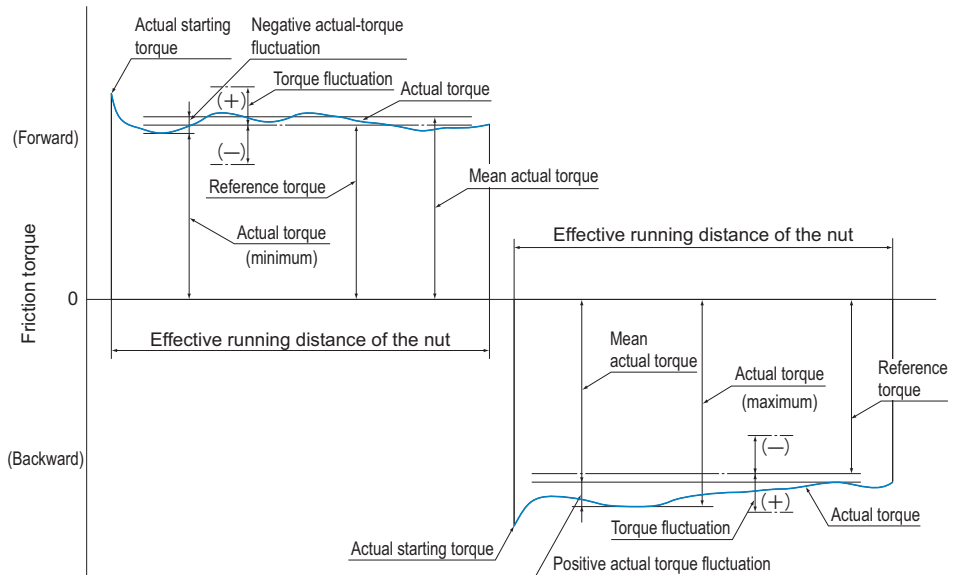 Actual starting
torque
Negative actual-torque
fluctuation
Torque fluctuation
Actual torque
(+)
(Forward)
(—)
Reference torque
Mean actual torque
Actual torque
(minimum)
Effective running distance of the nut
Friction torque
0
Effective running distance of the nut
Mean
actual torque
Actual torque
(maximum)
Reference
torque
(Backward)
(—)
(+)
Actual torque
Torque fluctuation
Actual starting torque
Positive actual torque fluctuation